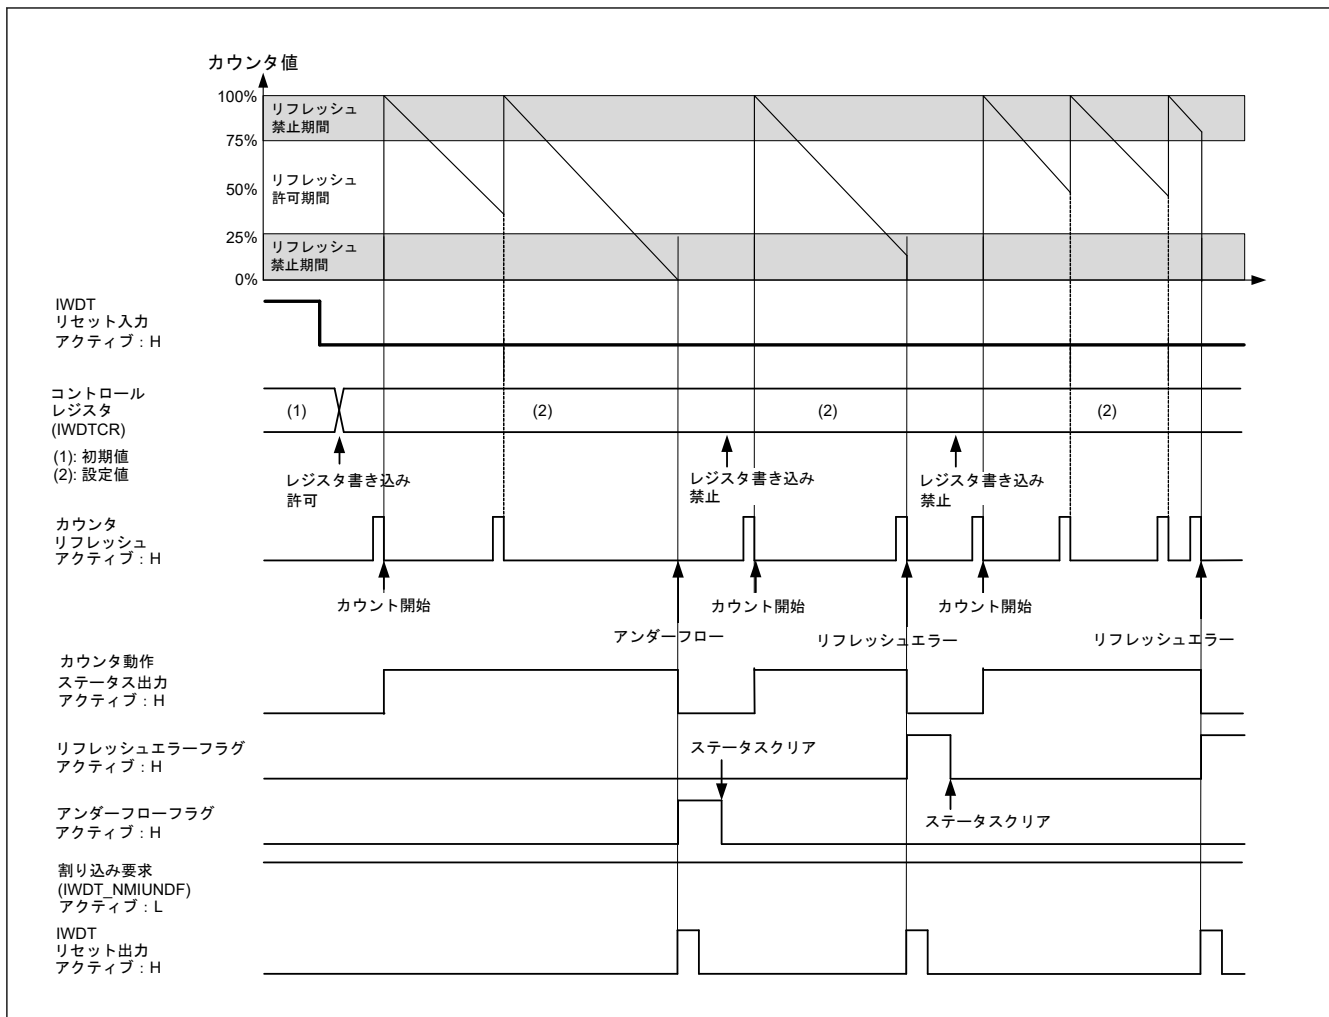 カウンタ値
100%
リフレッシュ
禁止期間
75%
リフレッシュ
許可期間
50%
25%
リフレッシュ
禁止期間
0%
IWDT
リセット入力
アクティブ : H
コントロール
レジスタ
(IWDTCR)
(1): 初期値
(2): 設定値
(1)
(2)
(2)
(2)
レジスタ書き込み
許可
レジスタ書き込み
禁止
レジスタ書き込み
禁止
カウンタ
リフレッシュ
アクティブ : H
カウント開始
カウント開始
カウント開始
アンダーフロー
リフレッシュエラー
リフレッシュエラー
カウンタ動作
ステータス出力
アクティブ : H
リフレッシュエラーフラグ
アクティブ : H
ステータスクリア
ステータスクリア
アンダーフローフラグ
アクティブ : H
割り込み要求
(IWDT_NMIUNDF)
アクティブ : L
IWDT
リセット出力
アクティブ : H